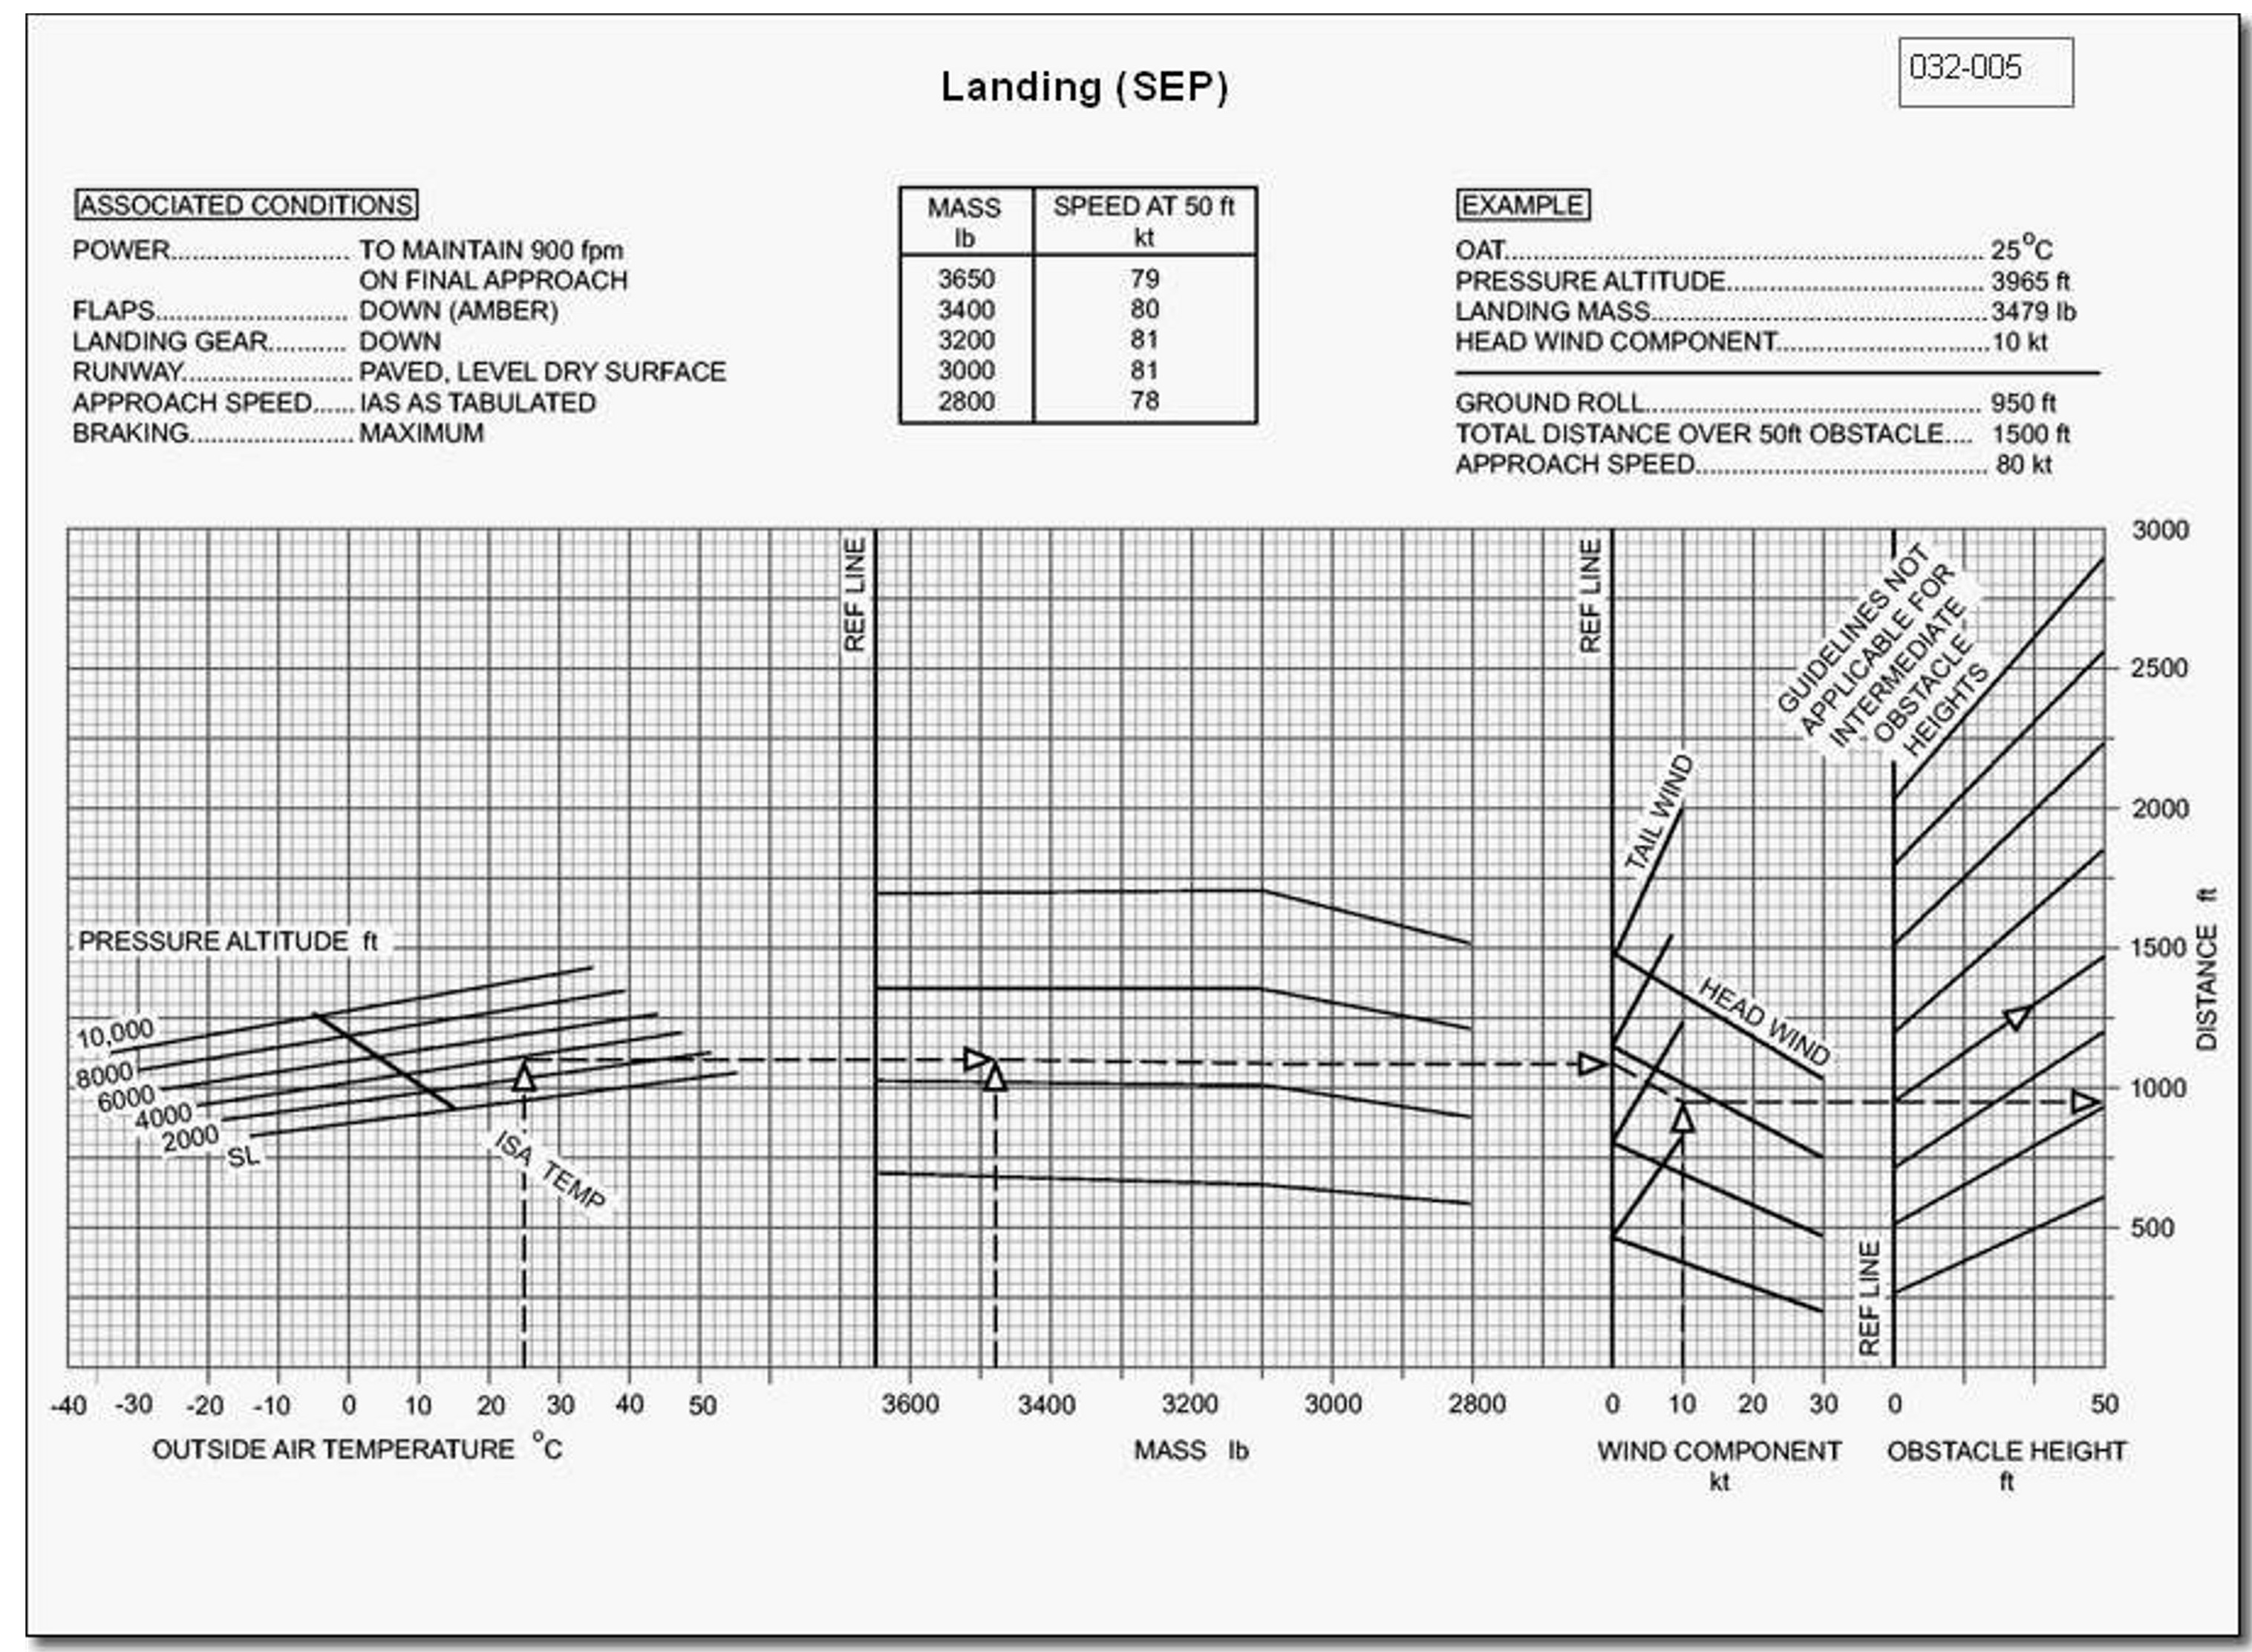 032-005
Landing (SEP)
ASSOCIATED CONDITIONS
POWER......................... TO MAINTAIN 900 fpm
ON FINAL APPROACH
FLAPS........................... DOWN (AMBER)
LANDING GEAR........... DOWN
RUNWAY....................... PAVED, LEVEL DRY SURFACE
APPROACH SPEED...... IAS AS TABULATED
BRAKING....................... MAXIMUM
MASS lb SPEED AT 50 ft kt
3650 79
3400 80
3200 81
3000 81
2800 78
EXAMPLE
OAT.................................................................... 25°C
PRESSURE ALTITUDE.................................... 3965 ft
LANDING MASS............................................... 3479 lb
HEAD WIND COMPONENT.............................. 10 kt
GROUND ROLL............................................... 950 ft
TOTAL DISTANCE OVER 50ft OBSTACLE.... 1500 ft
APPROACH SPEED......................................... 80 kt
REF LINE
REF LINE
GUIDELINES NOT
APPLICABLE FOR
INTERMEDIATE
OBSTACLE
HEIGHTS
TAIL WIND
HEAD WIND
REF LINE
PRESSURE ALTITUDE ft
10,000
8000
6000
4000
2000
SL
ISA TEMP
3000
2500
2000
1500
1000
500
DISTANCE ft
-40 -30 -20 -10 0 10 20 30 40 50
OUTSIDE AIR TEMPERATURE °C
3600 3400 3200 3000 2800
MASS lb
0 10 20 30
WIND COMPONENT
kt
0 50
OBSTACLE HEIGHT
ft